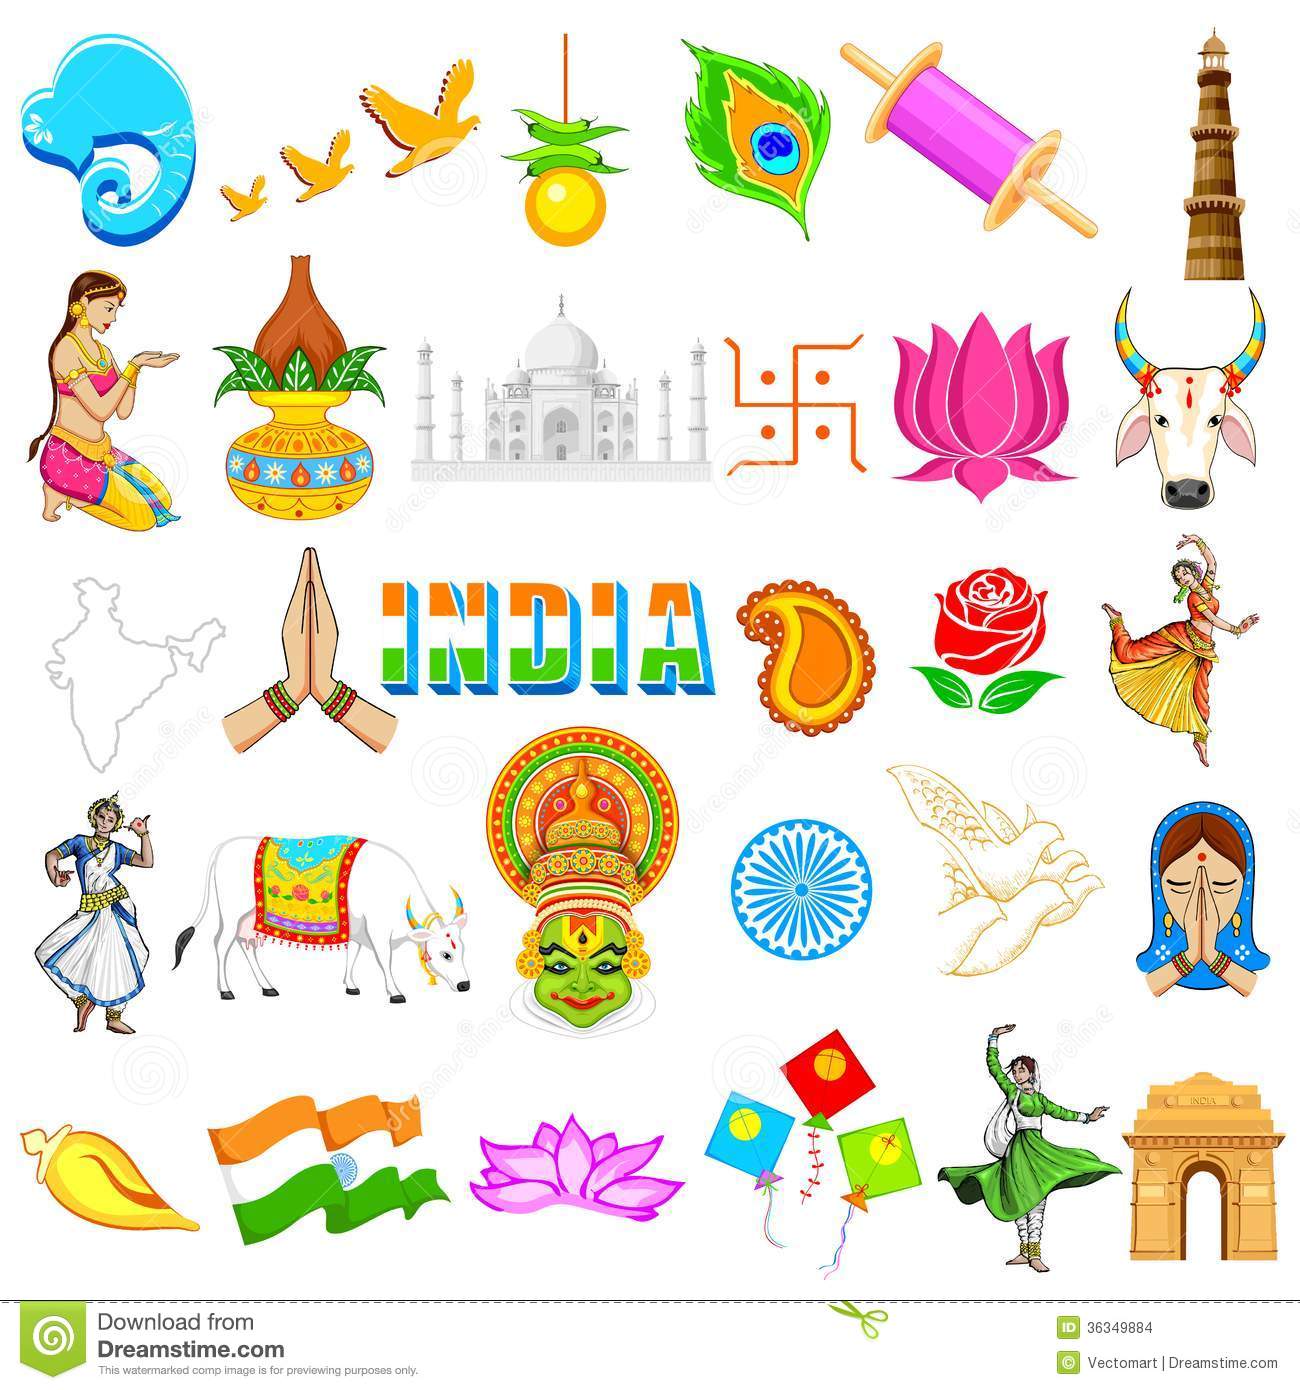 INDIA
INDIA
Download from
Dreamstime.com
This watermarked comp image is for previewing purposes only.
ID 36349884
© Vectomart | Dreamstime.com